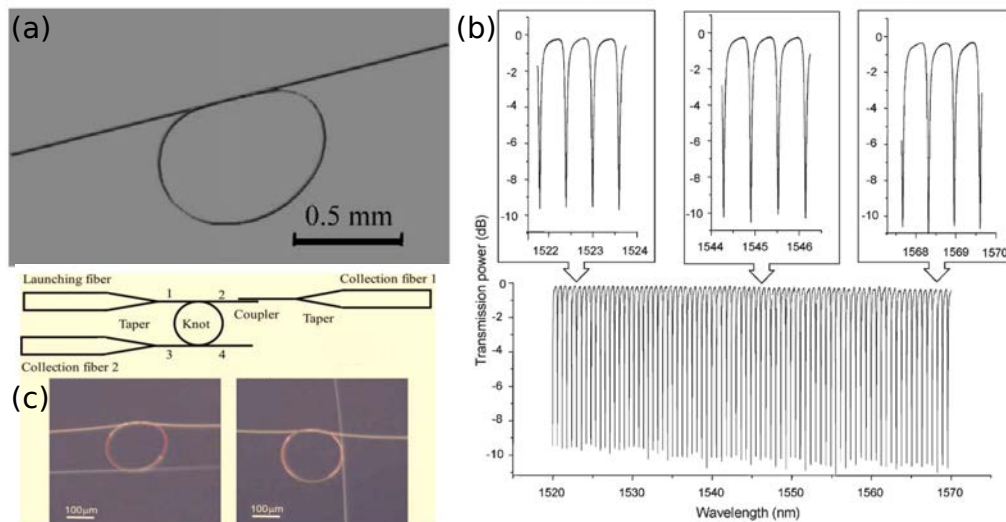 (a)
0.5 mm
Launching fiber
Collection fiber 1
1
2
Coupler
Taper
Knot
Taper
3
4
Collection fiber 2
(c)
100μm
100μm
(b)
0
-2
-4
-6
-8
-10
1522 1523 1524
0
-2
-4
-6
-8
-10
1544 1545 1546
0
-2
-4
-6
-8
-10
1568 1569 1570
Transmission power (dB)
0
-2
-4
-6
-8
-10
1520 1530 1540 1550 1560 1570
Wavelength (nm)